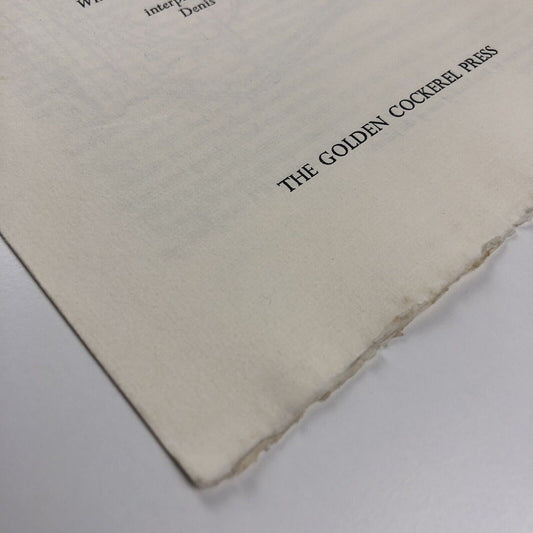 interp
Denis
THE GOLDEN COCKEREL PRESS